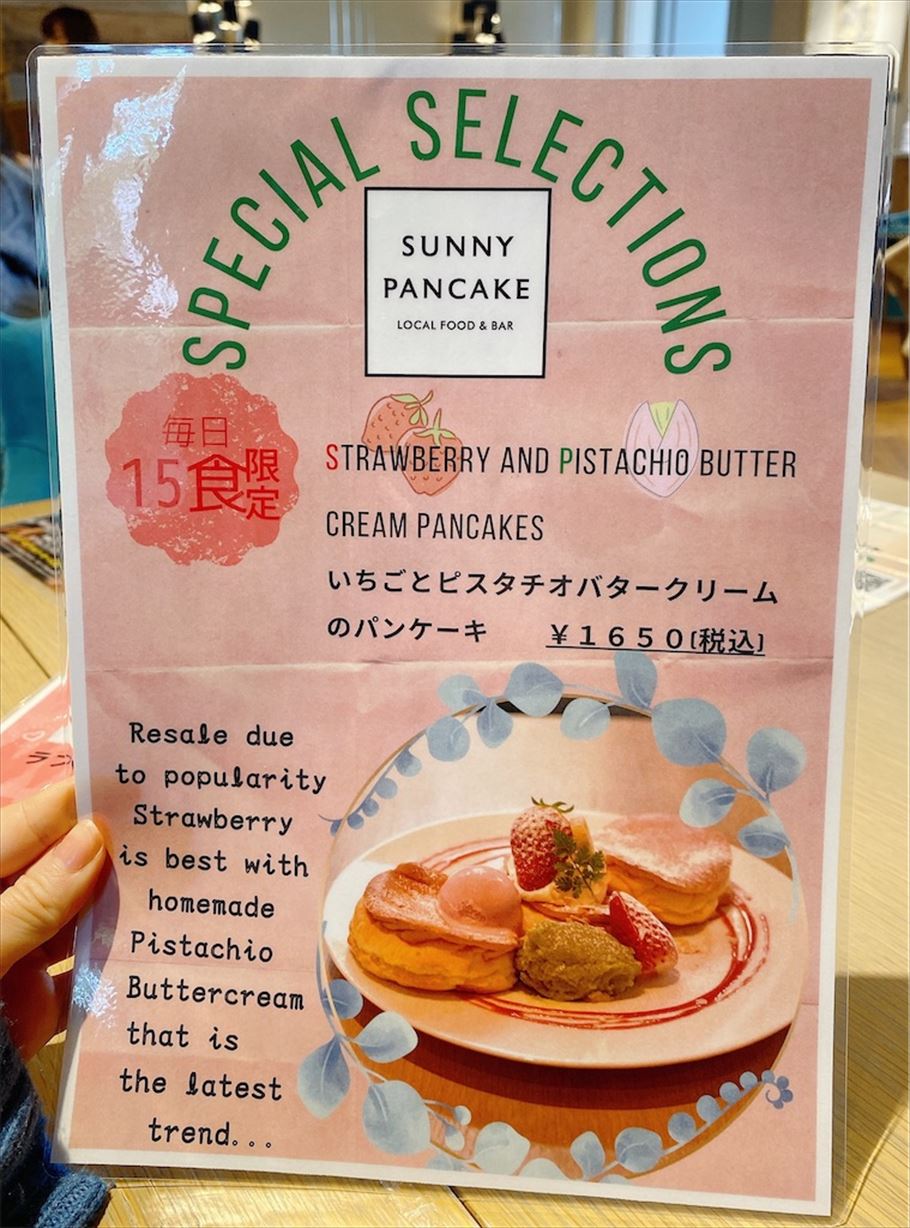 SPECIAL SELECTIONS
SUNNY
PANCAKE
LOCAL FOOD & BAR
毎日
15食限定
STRAWBERRY AND PISTACHIO BUTTER
CREAM PANCAKES
いちごとピスタチオバタークリーム
のパンケーキ ￥１６５０[税込]
Resale due
to popularity
Strawberry
is best with
homemade
Pistachio
Buttercream
that is
the latest
trend...
ラン